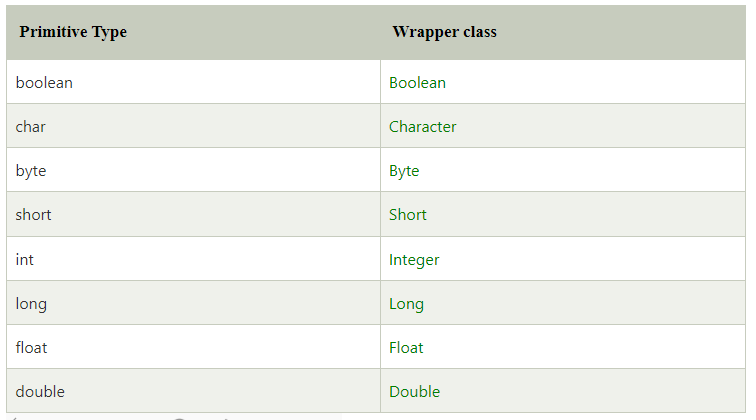 Primitive Type Wrapper class
boolean Boolean
char Character
byte Byte
short Short
int Integer
long Long
float Float
double Double